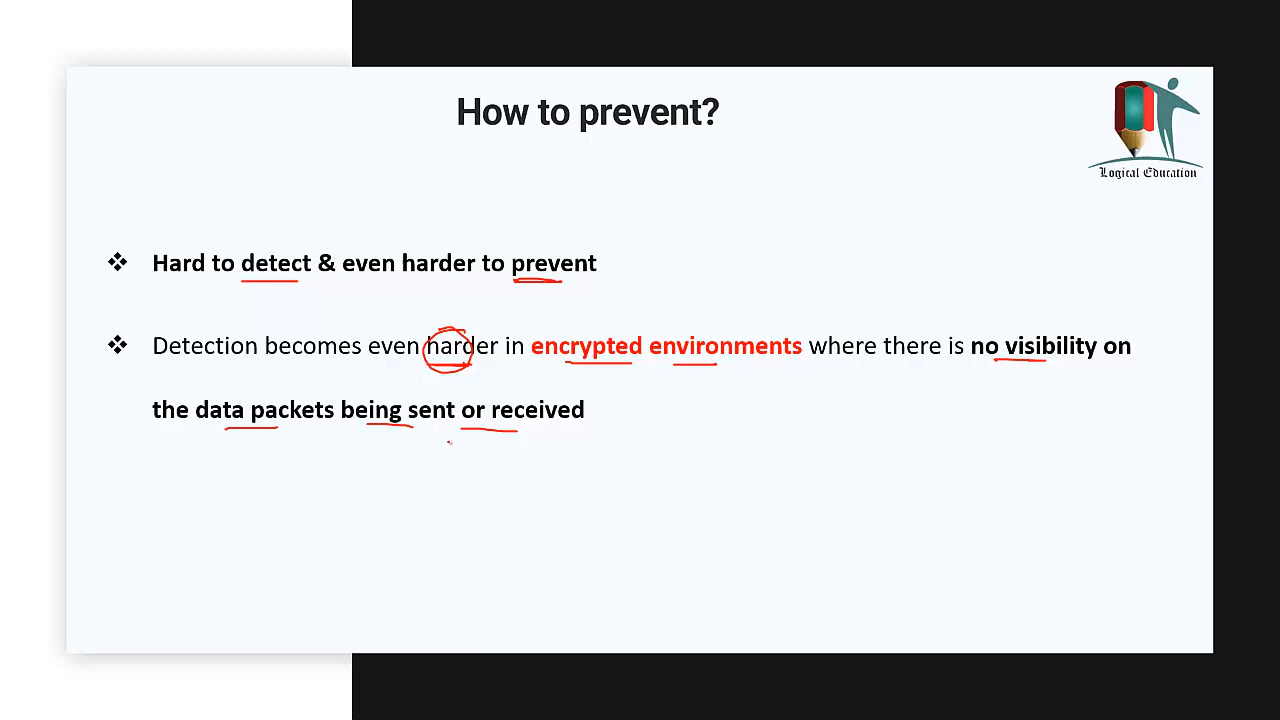 How to prevent?
Logical Education
❖ Hard to detect & even harder to prevent
❖ Detection becomes even harder in encrypted environments where there is no visibility on
the data packets being sent or received